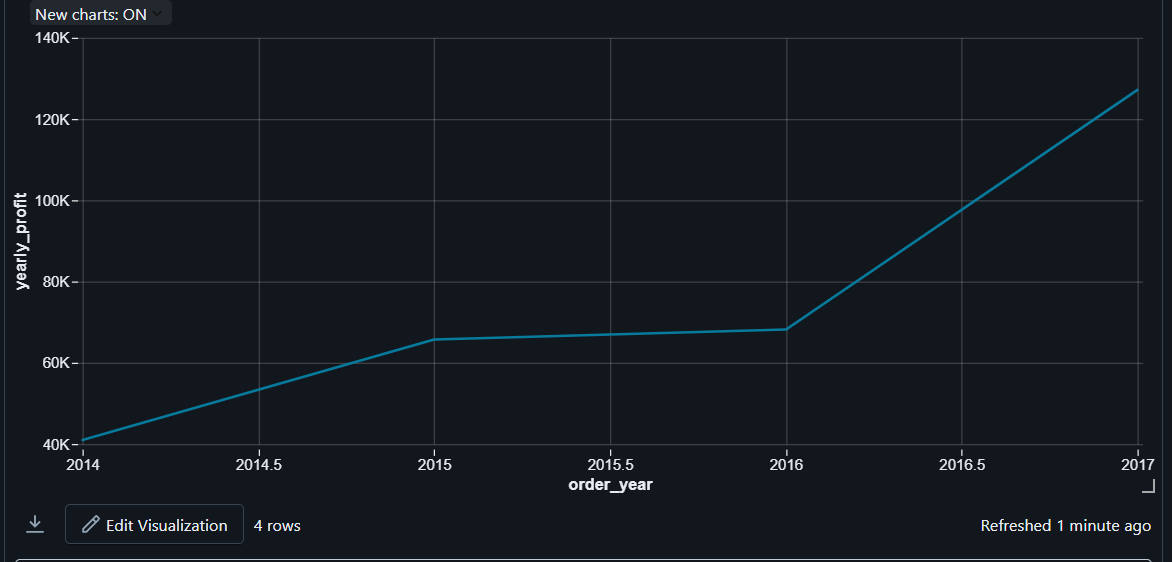 New charts: ON
140K
120K
100K
80K
60K
40K
yearly_profit
2014 2014.5 2015 2015.5 2016 2016.5 2017
order_year
Edit Visualization 4 rows Refreshed 1 minute ago